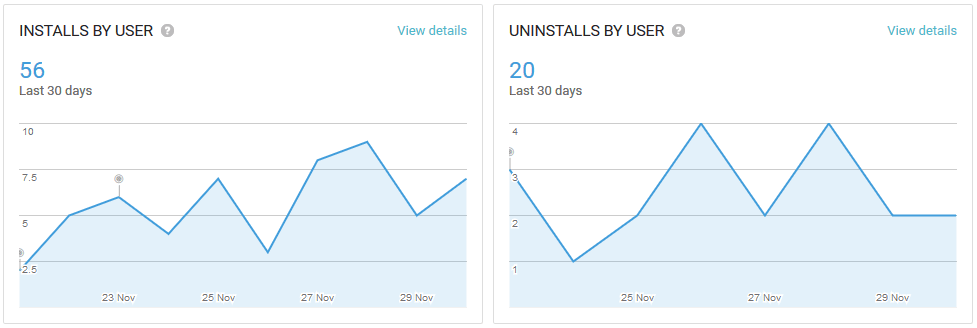 INSTALLS BY USER ? View details
56
Last 30 days
10
7.5
5
2.5
23 Nov 25 Nov 27 Nov 29 Nov
UNINSTALLS BY USER ? View details
20
Last 30 days
4
3
2
1
25 Nov 27 Nov 29 Nov